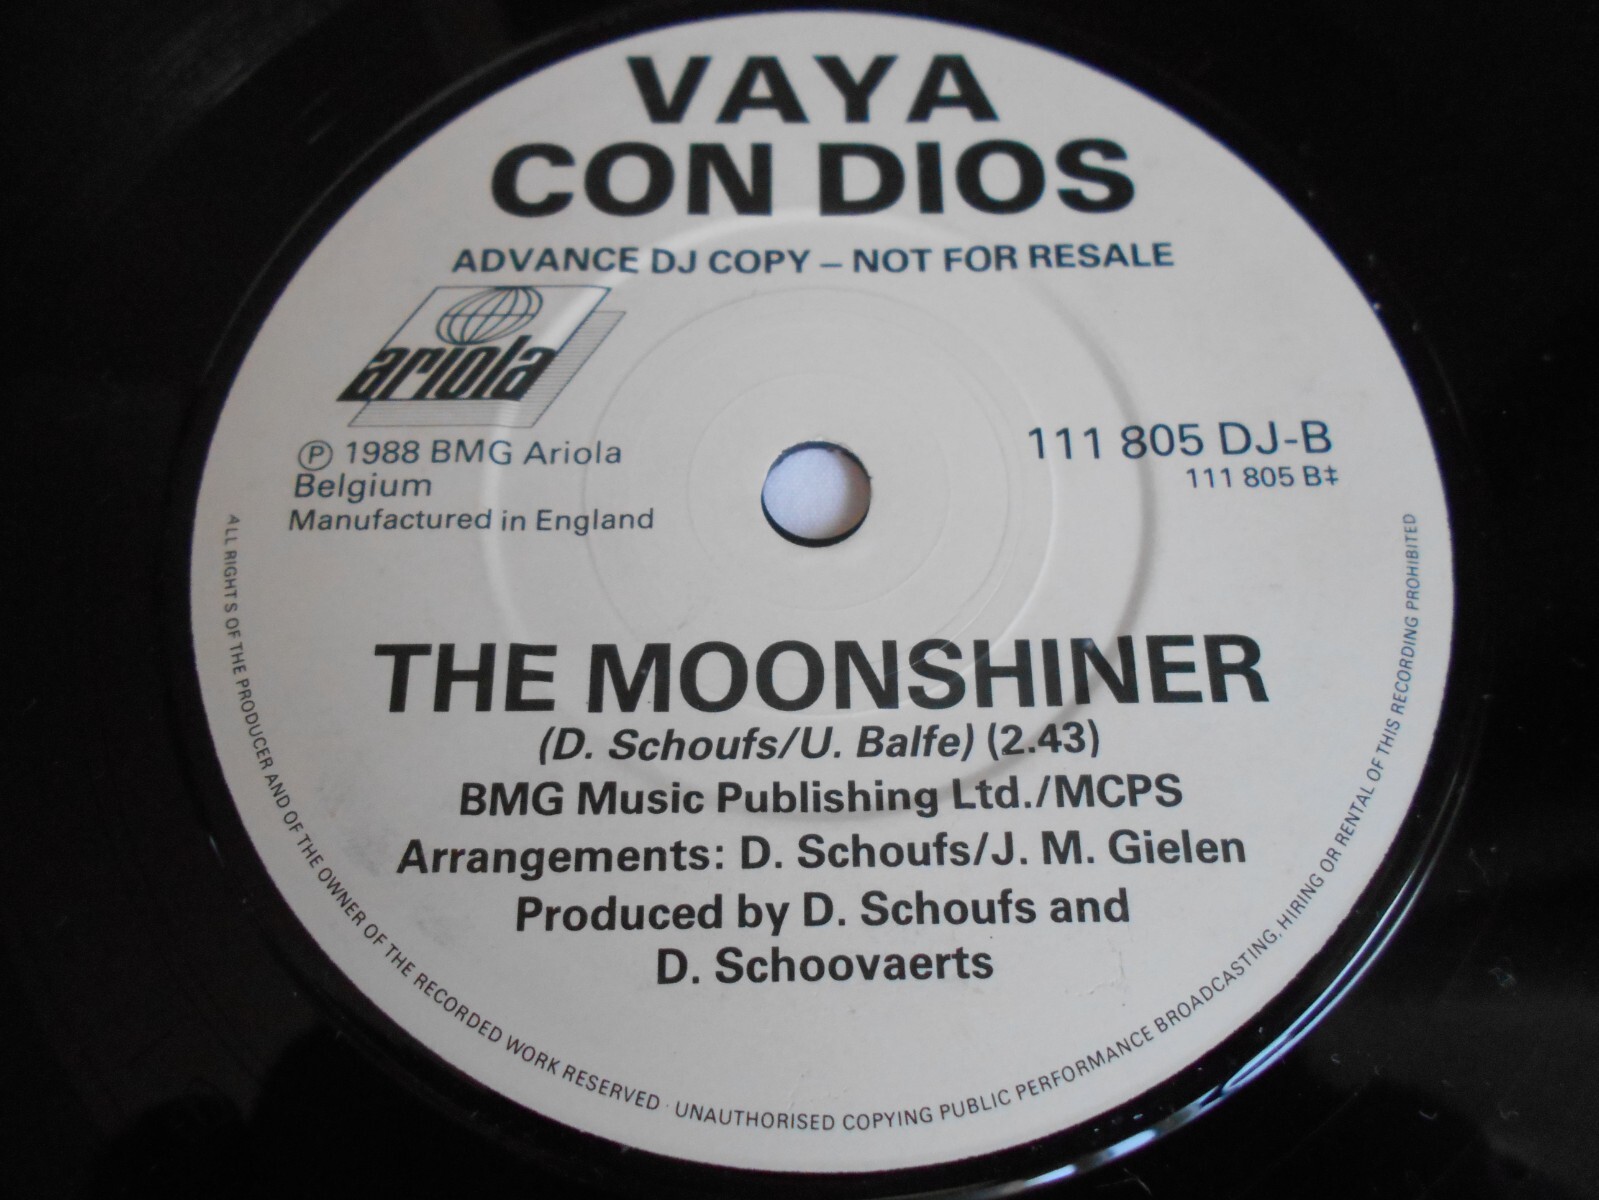 VAYA
CON DIOS
ADVANCE DJ COPY – NOT FOR RESALE
ariola
℗ 1988 BMG Ariola
Belgium
Manufactured in England
111 805 DJ-B
111 805 B‡
THE MOONSHINER
(D. Schoufs/U. Balfe) (2.43)
BMG Music Publishing Ltd./MCPS
Arrangements: D. Schoufs/J. M. Gielen
Produced by D. Schoufs and
D. Schoovaerts
ALL RIGHTS OF THE PRODUCER AND OF THE OWNER OF THE RECORDED WORK RESERVED · UNAUTHORISED COPYING PUBLIC PERFORMANCE BROADCASTING, HIRING OR RENTAL OF THIS RECORDING PROHIBITED